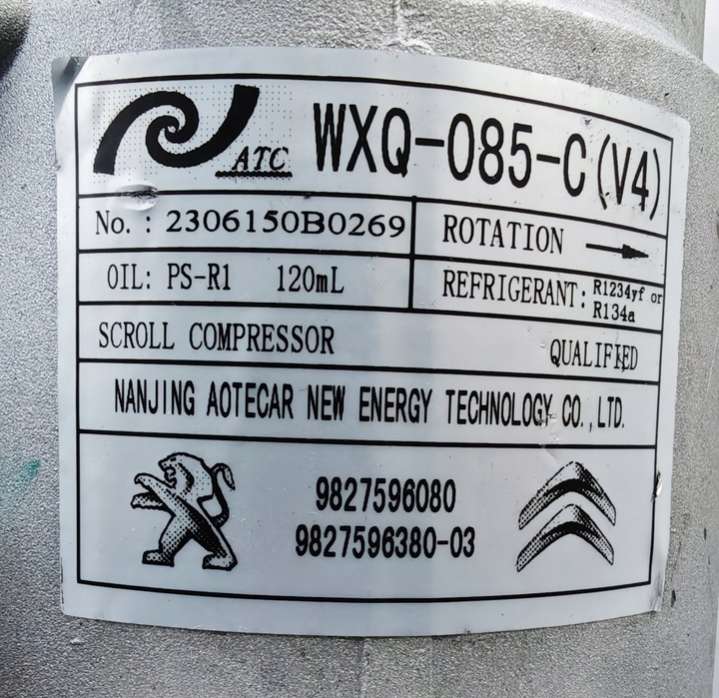 ATC WXQ-085-C(V4)
No.: 2306150B0269
ROTATION
OIL: PS-R1 120mL
REFRIGERANT: R1234yf or
R134a
SCROLL COMPRESSOR
QUALIFIED
NANJING AOTECAR NEW ENERGY TECHNOLOGY CO.,LTD.
9827596080
9827596380-03